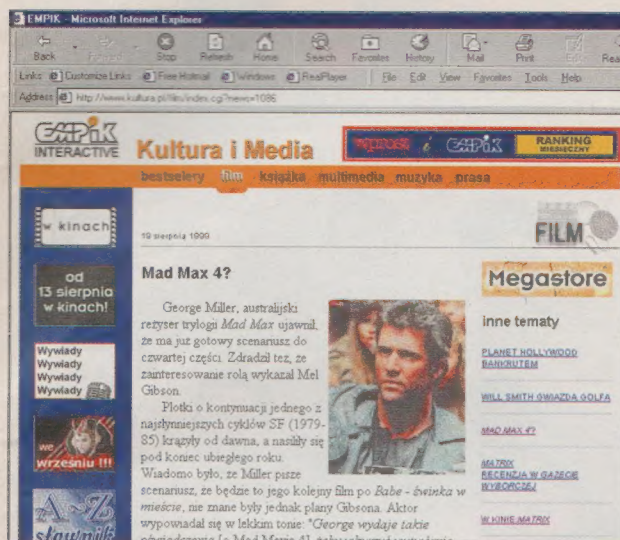 EMPIK - Microsoft Internet Explorer
Back Forward Stop Refresh Home Search Favorites History Mail Print Edit
Links Customize Links Free Hotmail Windows RealPlayer File Edit View Favorites Tools Help
Address http://www.kultura.pl/film/index.cgi?news=1086
EMPiK
INTERACTIVE
Kultura i Media
wprost i EMPiK
RANKING
MIESIĘCZNY
bestsellery film książka multimedia muzyka prasa
w kinach
od
13 sierpnia
w kinach!
Wywiady
Wywiady
Wywiady
Wywiady
we
wrześniu !!!
A~Z
słownik
19 sierpnia 1999
Mad Max 4?
George Miller, australijski
reżyser trylogii Mad Max ujawnił,
że ma już gotowy scenariusz do
czwartej części. Zdradził też, że
zainteresowanie rolą wykazał Mel
Gibson.
Plotki o kontynuacji jednego z
najsłynniejszych cyklów SF (1979-
85) krążyły od dawna, a nasiliły się
pod koniec ubiegłego roku.
Wiadomo było, że Miller pisze
scenariusz, że będzie to jego kolejny film po Babe - świnka w
mieście, nie znane były jednak plany Gibsona. Aktor
wypowiadał się w lekkim tonie: "George wydaje takie
FILM
Megastore
inne tematy
PLANET HOLLYWOOD
BANKRUTEM
WILL SMITH GWIAZDĄ GOLFA
MAD MAX 4?
MATRIX
RECENZJA W GAZECIE
WYBORCZEJ
W KINIE MATRIX